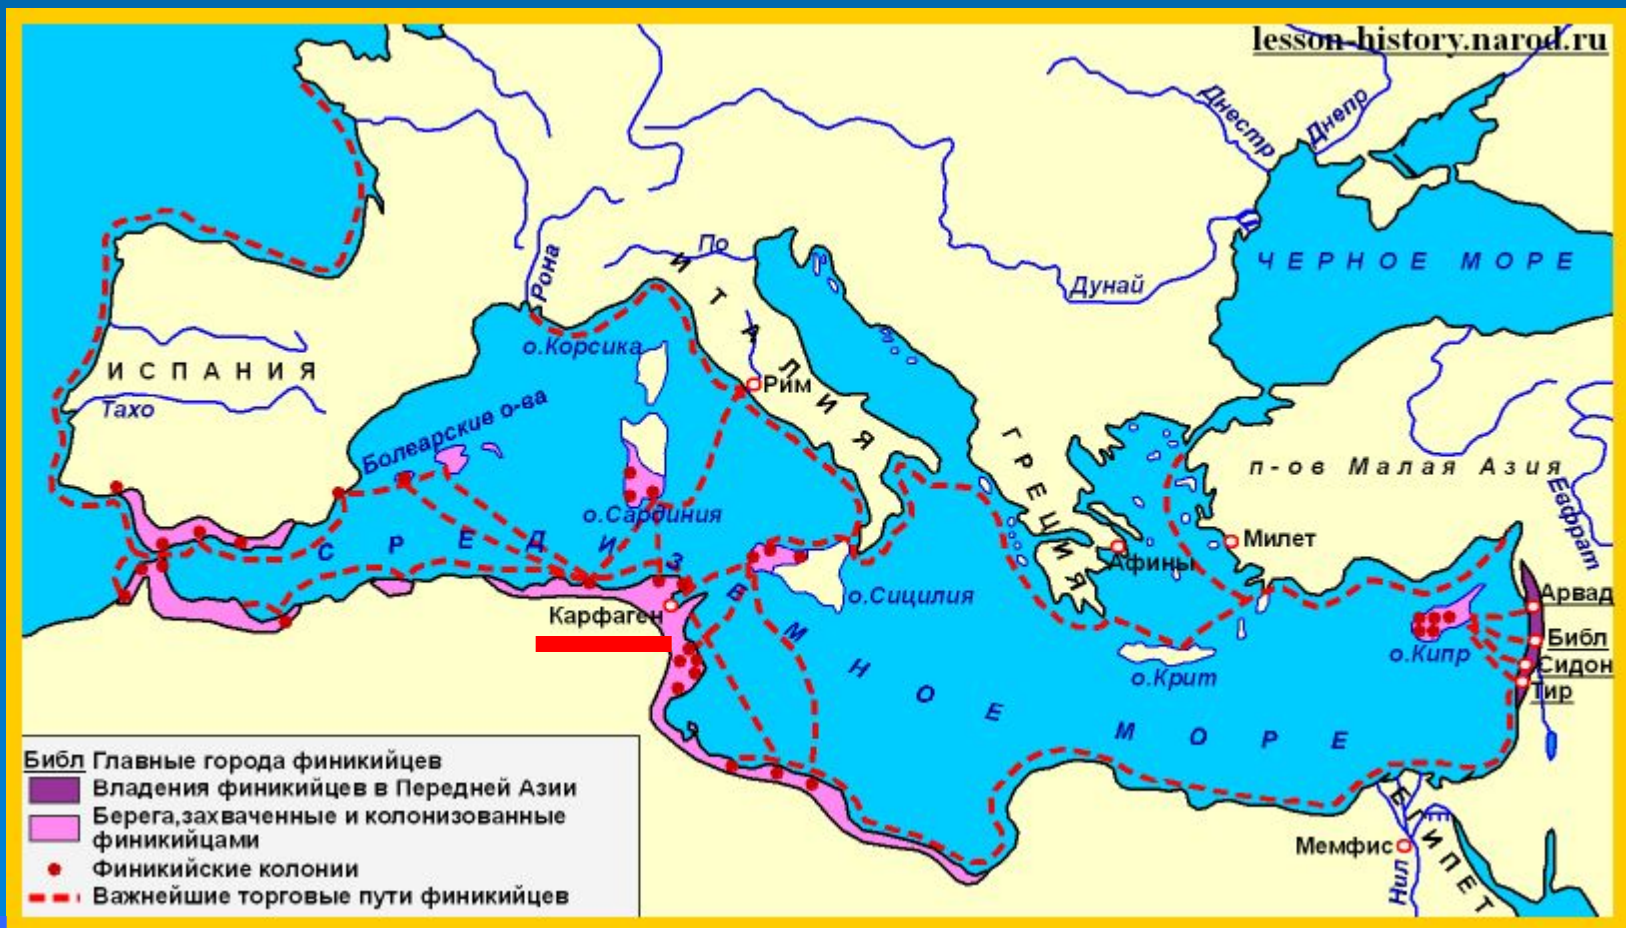 lesson-history.narod.ru
Днестр
Днепр
ЧЕРНОЕ МОРЕ
Дунай
По
Рона
ИТАЛИЯ
о.Корсика
ИСПАНИЯ
Тахо
Рим
Болеарские о-ва
ГРЕЦИЯ
п-ов Малая Азия
Евфрат
о.Сардиния
СРЕДИЗЕМНОЕ МОРЕ
Милет
Афины
о.Сицилия
Карфаген
Арвад
Библ
о.Кипр
Сидон
о.Крит
Тир
ЕГИПЕТ
Мемфис
Нил
Библ Главные города финикийцев
Владения финикийцев в Передней Азии
Берега,захваченные и колонизованные
финикийцами
Финикийские колонии
Важнейшие торговые пути финикийцев